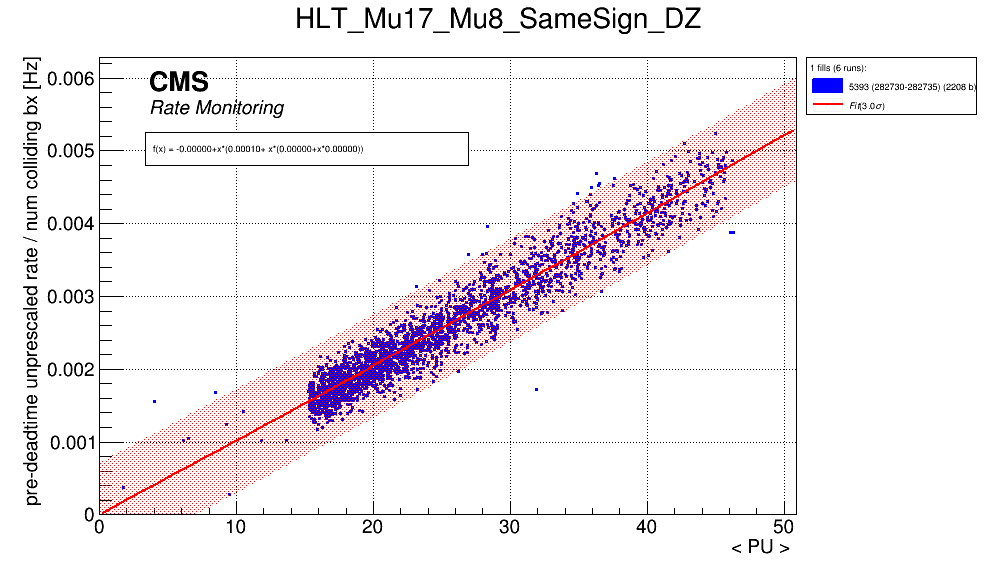 HLT_Mu17_Mu8_SameSign_DZ
pre-deadtime unprescaled rate / num colliding bx [Hz]
CMS
Rate Monitoring
f(x) = -0.00000+x*(0.00010+ x*(0.00000+x*0.00000))
0.006
0.005
0.004
0.003
0.002
0.001
0
0 10 20 30 40 50
< PU >
1 fills (6 runs):
5393 (282730-282735) (2208 b)
Fit(3.0σ)